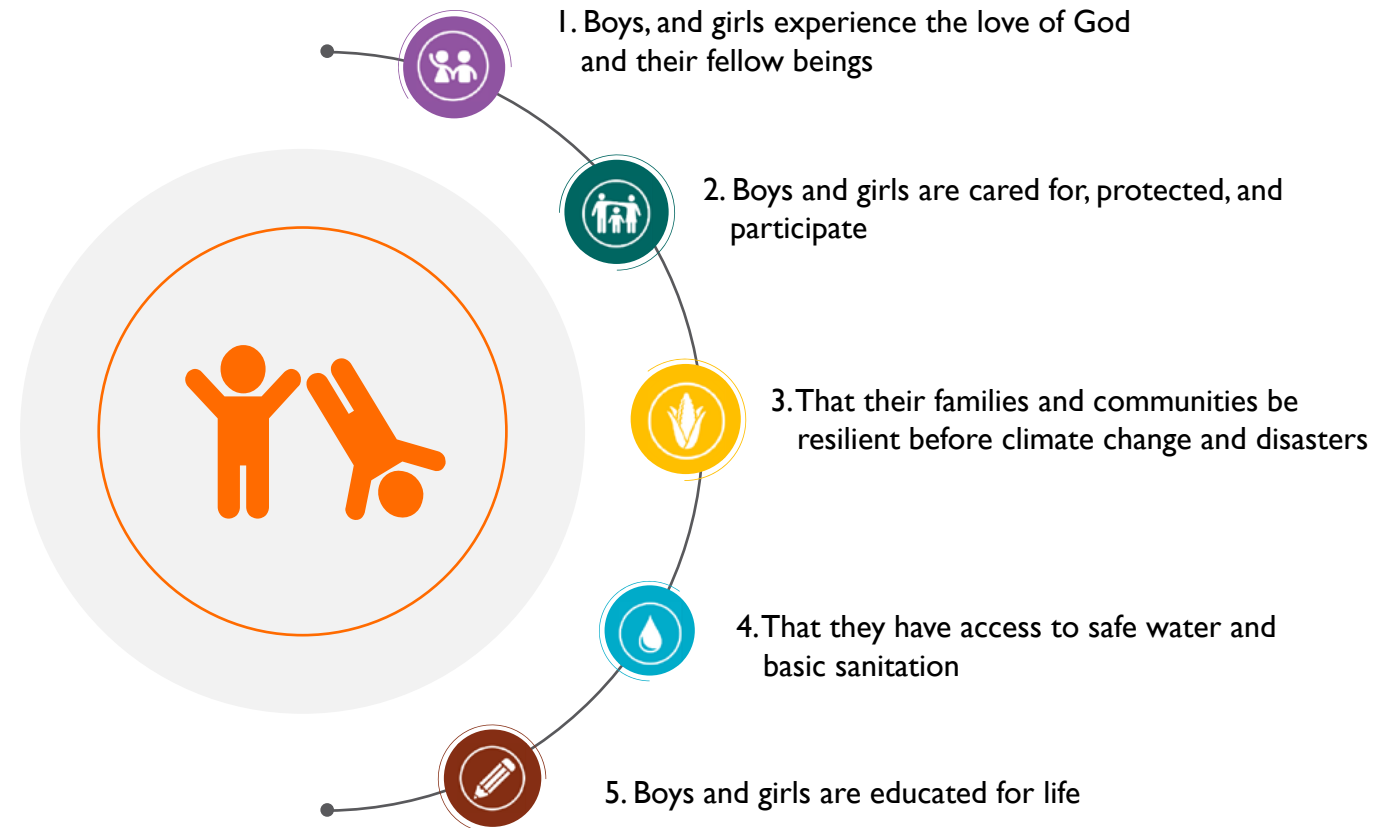 1. Boys, and girls experience the love of God
and their fellow beings
2. Boys and girls are cared for, protected, and
participate
3. That their families and communities be
resilient before climate change and disasters
4. That they have access to safe water and
basic sanitation
5. Boys and girls are educated for life